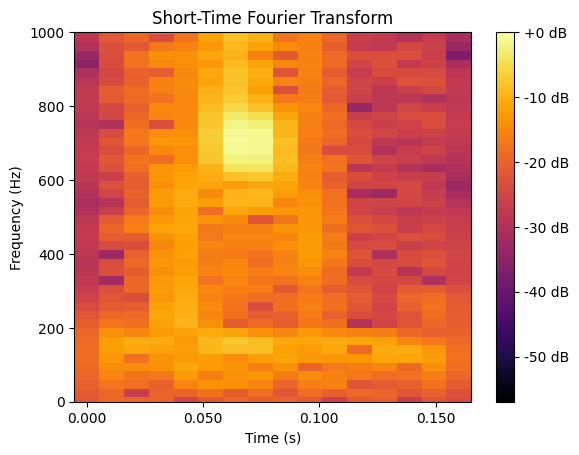 Short-Time Fourier Transform
1000
800
600
400
200
0
Frequency (Hz)
0.000
0.050
0.100
0.150
Time (s)
+0 dB
-10 dB
-20 dB
-30 dB
-40 dB
-50 dB